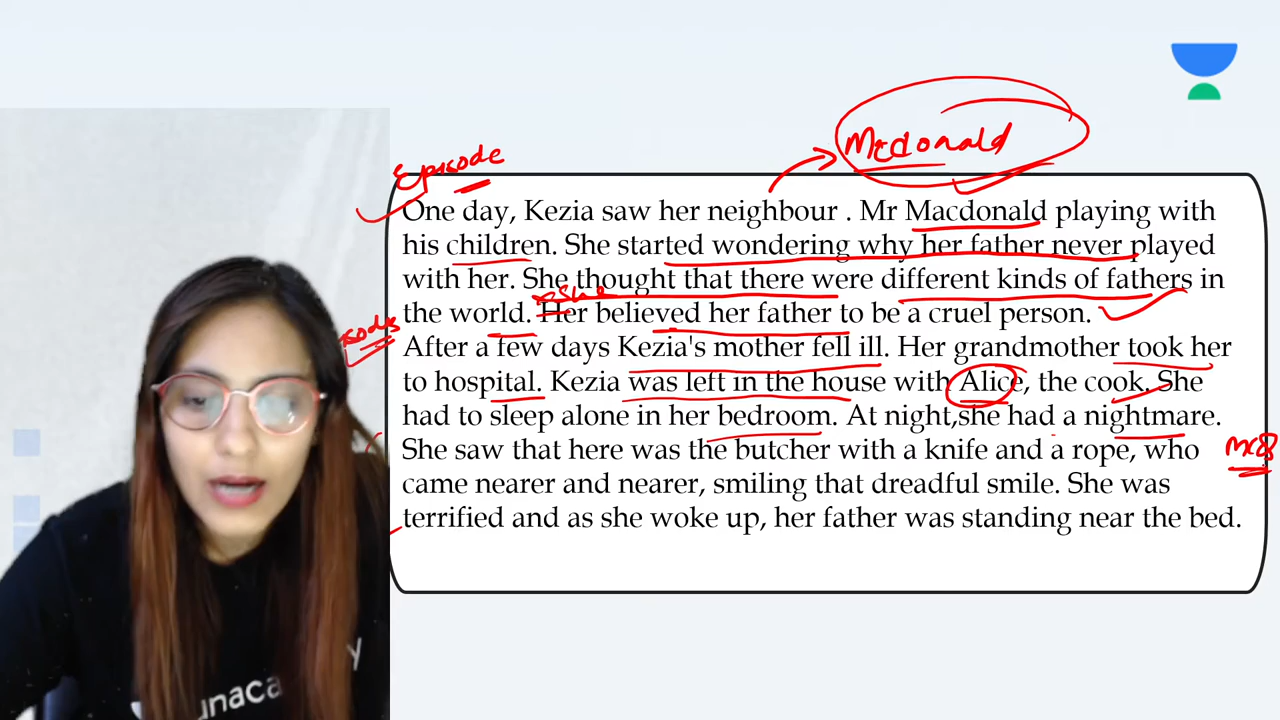 Mcdonald
Episode
One day, Kezia saw her neighbour . Mr Macdonald playing with
his children. She started wondering why her father never played
with her. She thought that there were different kinds of fathers in
She
the world. Her believed her father to be a cruel person.
After a few days Kezia's mother fell ill. Her grandmother took her
to hospital. Kezia was left in the house with Alice, the cook. She
had to sleep alone in her bedroom. At night,she had a nightmare.
She saw that here was the butcher with a knife and a rope, who
came nearer and nearer, smiling that dreadful smile. She was
terrified and as she woke up, her father was standing near the bed.
unaca
y